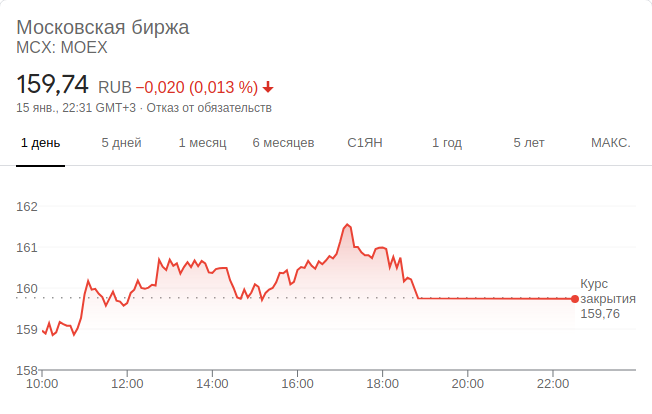 Московская биржа
MCX: MOEX
159,74 RUB −0,020 (0,013 %)
15 янв., 22:31 GMT+3 · Отказ от обязательств
1 день 5 дней 1 месяц 6 месяцев С1ЯН 1 год 5 лет МАКС.
162
161
160
159
158
Курс
закрытия
159,76
10:00 12:00 14:00 16:00 18:00 20:00 22:00